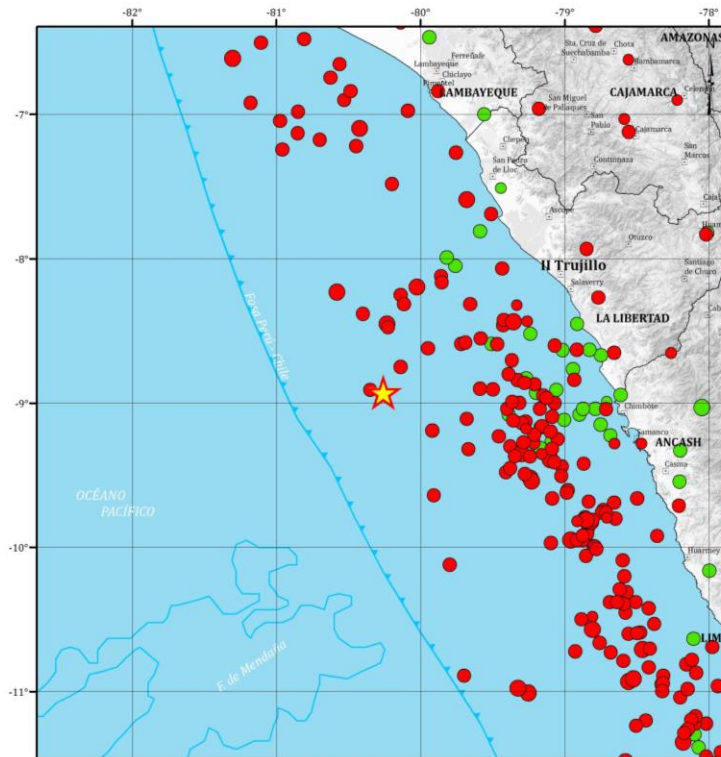 -82°
-81°
-80°
-79°
-78°
AMAZONAS
Sta. Cruz de
Succhabamba
Chota
Ferreñafe
Lambayeque
Chiclayo
Bambamarca
Pimentel
LAMBAYEQUE
CAJAMARCA
Celendín
-7°
San Miguel
de Pallaques
San
Pablo
Cajamarca
Chepén
San
Marcos
San Pedro
de Lloc
Contumaza
Ascope
Otuzco
-8°
II Trujillo
Santiago
de Chuco
Salaverry
LA LIBERTAD
Fosa Perú - Chile
-9°
Chimbote
Samanco
ANCASH
Casma
OCÉANO
PACÍFICO
-10°
Huarmey
LIM
F. de Mendaña
-11°